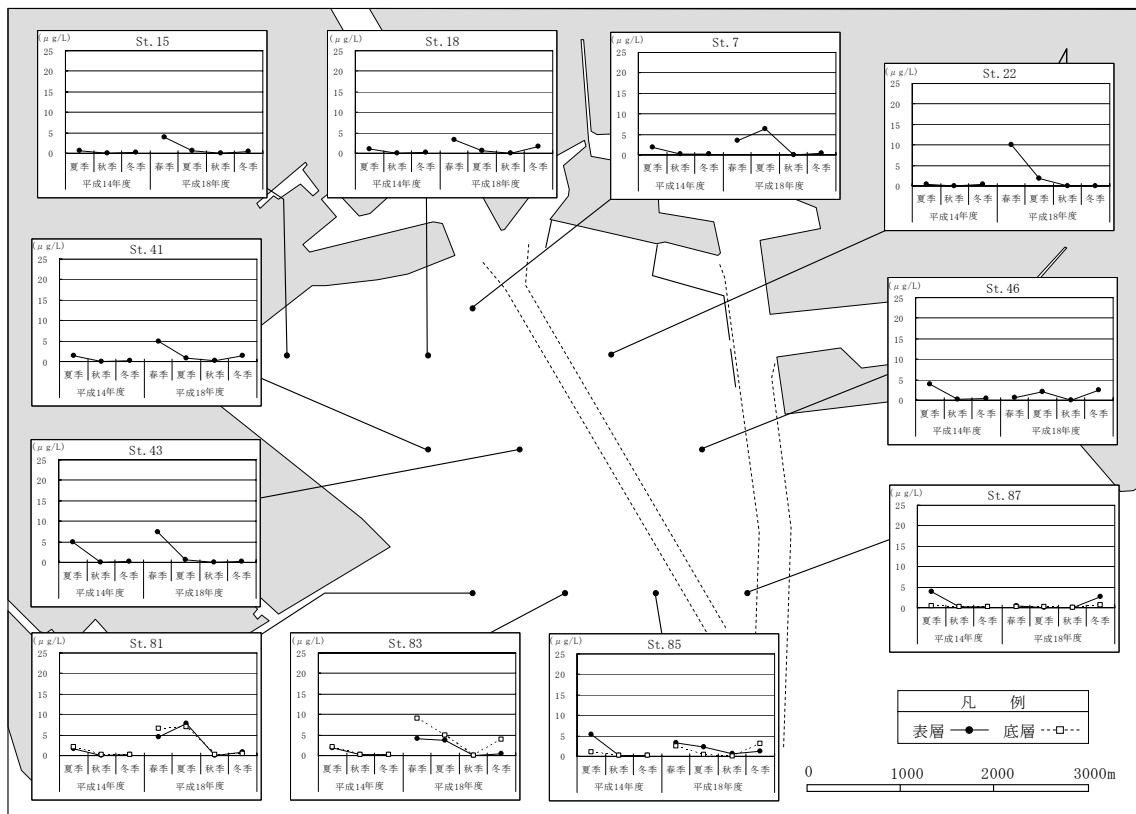 (μg/L)
St.15
25
20
15
10
5
0
夏季 秋季 冬季 春季 夏季 秋季 冬季
平成14年度 平成18年度
(μg/L)
St.18
25
20
15
10
5
0
夏季 秋季 冬季 春季 夏季 秋季 冬季
平成14年度 平成18年度
(μg/L)
St.7
25
20
15
10
5
0
夏季 秋季 冬季 春季 夏季 秋季 冬季
平成14年度 平成18年度
(μg/L)
St.22
25
20
15
10
5
0
夏季 秋季 冬季 春季 夏季 秋季 冬季
平成14年度 平成18年度
(μg/L)
St.41
25
20
15
10
5
0
夏季 秋季 冬季 春季 夏季 秋季 冬季
平成14年度 平成18年度
(μg/L)
St.46
25
20
15
10
5
0
夏季 秋季 冬季 春季 夏季 秋季 冬季
平成14年度 平成18年度
(μg/L)
St.43
25
20
15
10
5
0
夏季 秋季 冬季 春季 夏季 秋季 冬季
平成14年度 平成18年度
(μg/L)
St.87
25
20
15
10
5
0
夏季 秋季 冬季 春季 夏季 秋季 冬季
平成14年度 平成18年度
(μg/L)
St.81
25
20
15
10
5
0
夏季 秋季 冬季 春季 夏季 秋季 冬季
平成14年度 平成18年度
(μg/L)
St.83
25
20
15
10
5
0
夏季 秋季 冬季 春季 夏季 秋季 冬季
平成14年度 平成18年度
(μg/L)
St.85
25
20
15
10
5
0
夏季 秋季 冬季 春季 夏季 秋季 冬季
平成14年度 平成18年度
凡 例
表層 底層
0 1000 2000 3000m